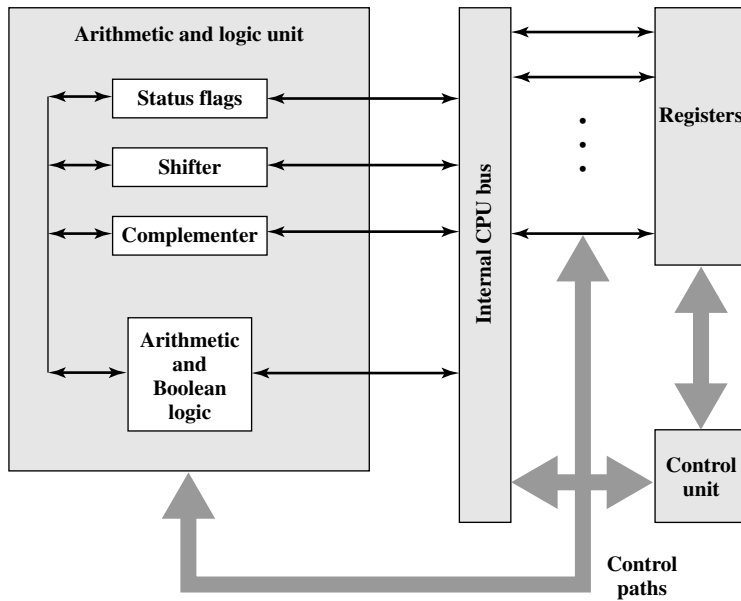 Arithmetic and logic unit
Status flags
Shifter
Complementer
Arithmetic
and
Boolean
logic
Internal CPU bus
Registers
Control
unit
Control
paths